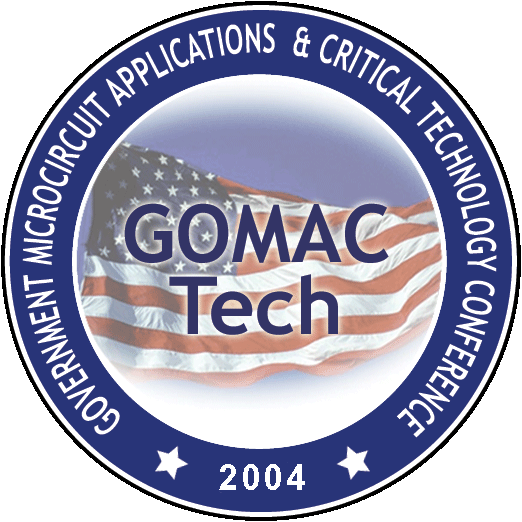 GOVERNMENT MICROCIRCUIT APPLICATIONS & CRITICAL TECHNOLOGY CONFERENCE
GOMAC
Tech
2004